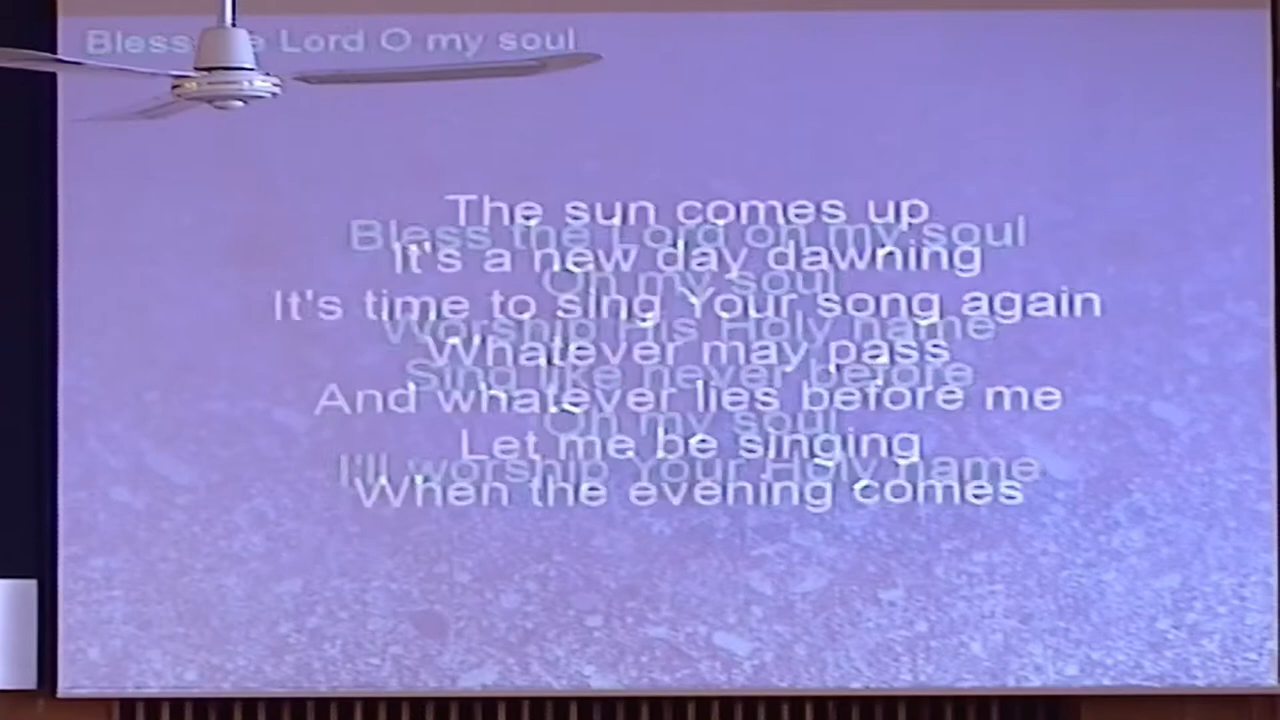 Bless the Lord O my soul
The sun comes up
Bless the Lord oh my soul
It's a new day dawning
Oh my soul
It's time to sing Your song again
Worship His Holy name
Whatever may pass
Sing like never before
And whatever lies before me
Oh my soul
Let me be singing
I'll worship Your Holy name
When the evening comes